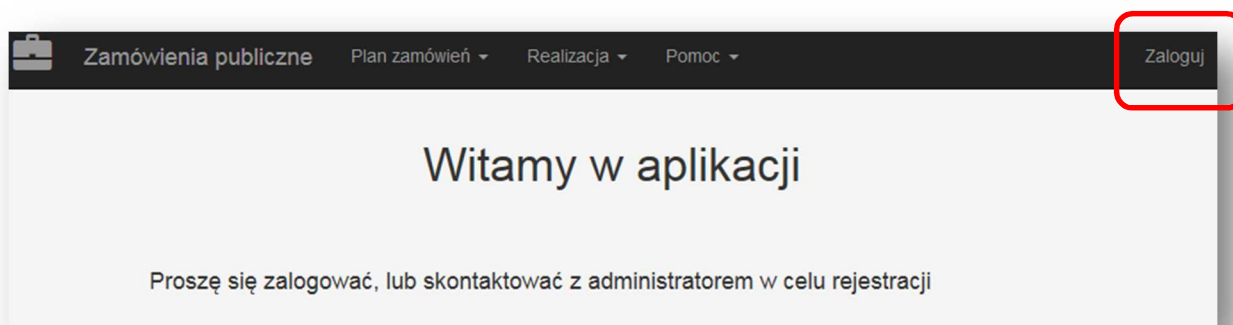 Zamówienia publiczne Plan zamówień Realizacja Pomoc Zaloguj
Witamy w aplikacji
Proszę się zalogować, lub skontaktować z administratorem w celu rejestracji